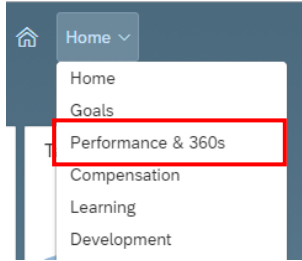 Home
Home
Goals
Performance & 360s
Compensation
Learning
Development